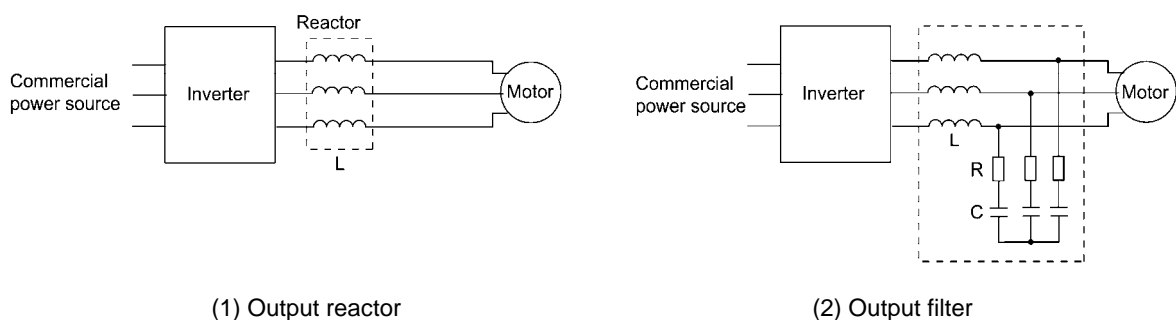 Reactor
Commercial
power source
Inverter
Motor
L
(1) Output reactor
Commercial
power source
Inverter
Motor
L
R
C
(2) Output filter